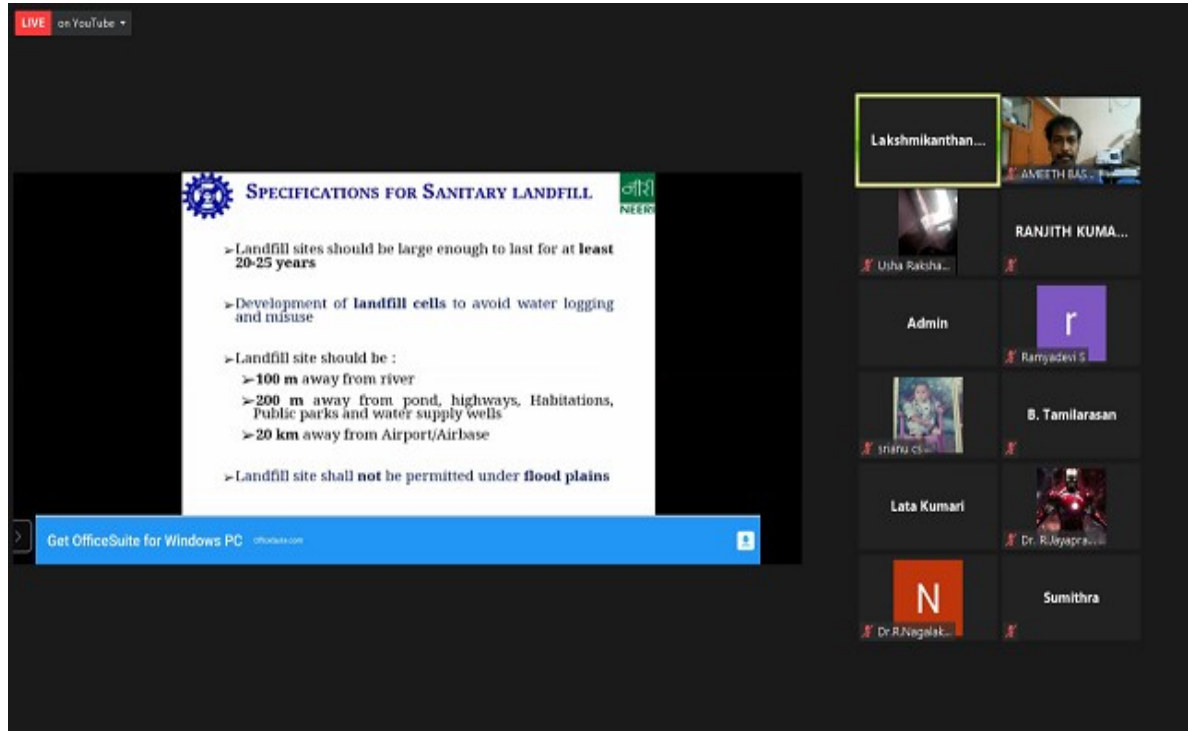 LIVE on YouTube
SPECIFICATIONS FOR SANITARY LANDFILL
नीरी
NEERI
➢Landfill sites should be large enough to last for at least
20-25 years
➢Development of landfill cells to avoid water logging
and misuse
➢Landfill site should be :
➢100 m away from river
➢200 m away from pond, highways, Habitations,
Public parks and water supply wells
➢20 km away from Airport/Airbase
➢Landfill site shall not be permitted under flood plains
Get OfficeSuite for Windows PC officesuite.com
Lakshmikanthan...
AMEETH BAS...
Usha Raksha...
RANJITH KUMA...
Admin
r
Ramyadevi S
srianu cs...
B. Tamilarasan
Lata Kumari
Dr. R.Jayapra...
N
Dr.R.Nagalak...
Sumithra